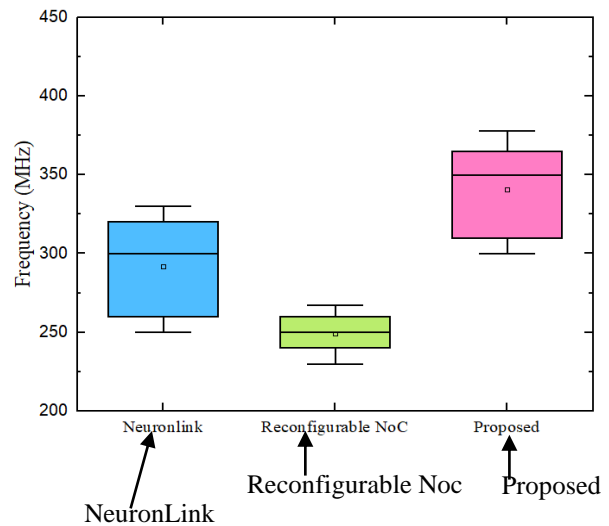 450
400
350
300
250
200
Frequency (MHz)
Neuronlink
Reconfigurable NoC
Proposed
NeuronLink
Reconfigurable Noc
Proposed